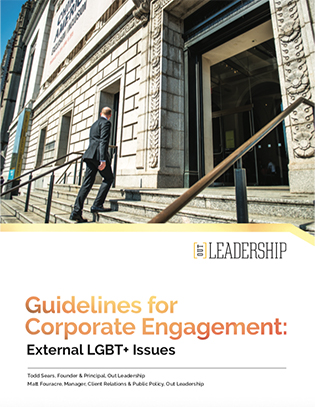 [OUT] LEADERSHIP
Guidelines for
Corporate Engagement:
External LGBT+ Issues
Todd Sears, Founder & Principal, Out Leadership
Matt Fouracre, Manager, Client Relations & Public Policy, Out Leadership